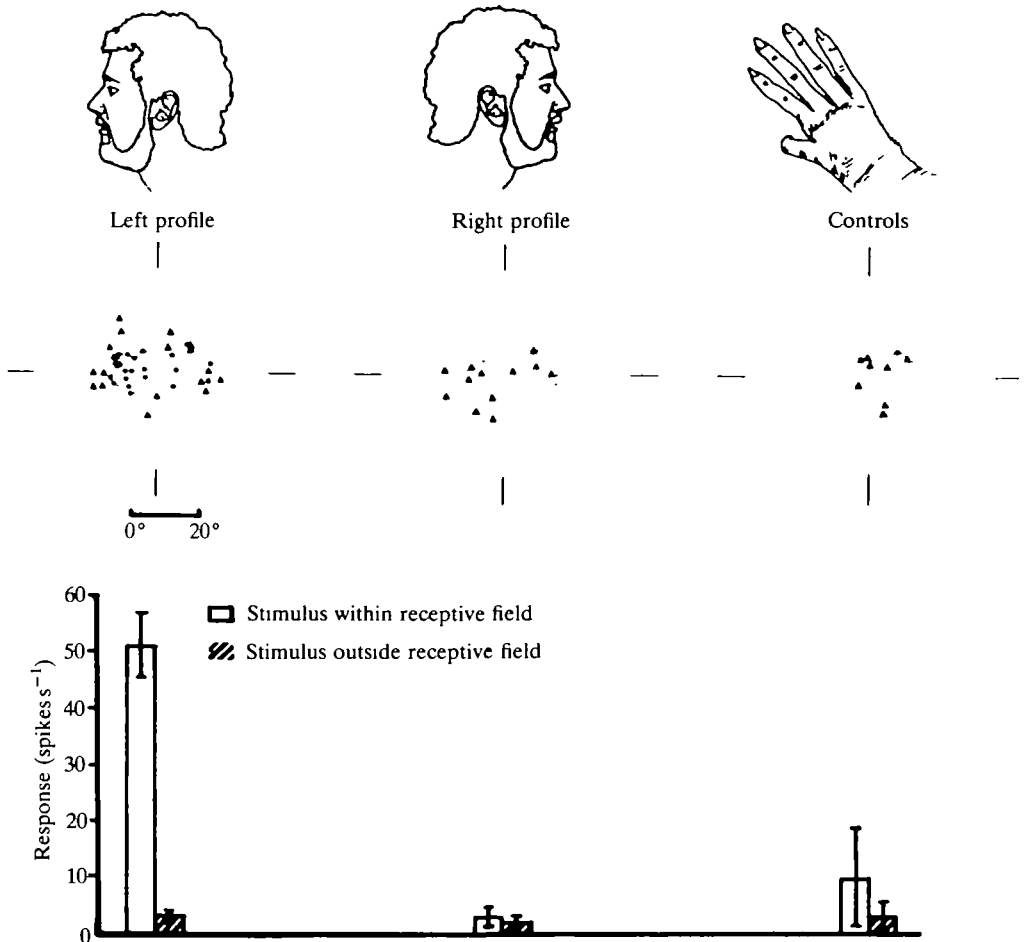 Left profile
Right profile
Controls
0° 20°
60
50
40
30
20
10
0
Response (spikes s⁻¹)
Stimulus within receptive field
Stimulus outside receptive field